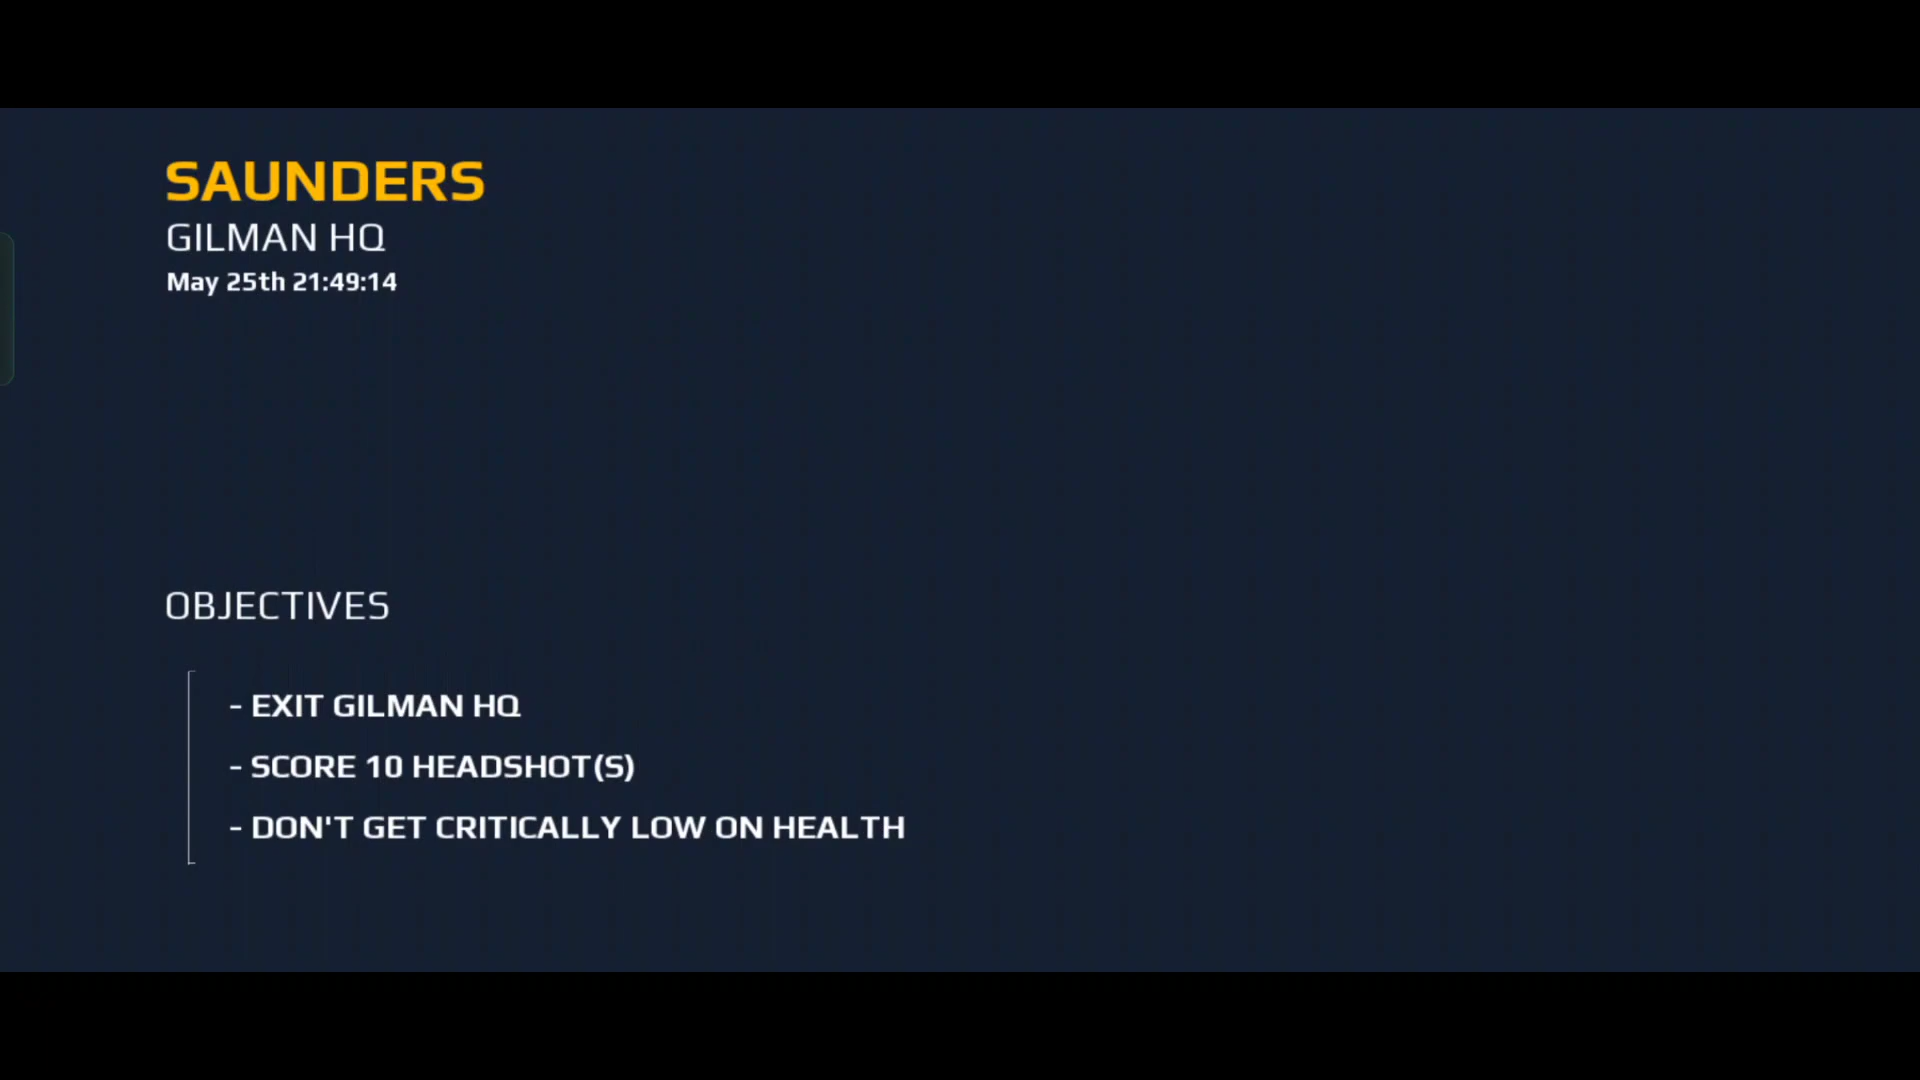 SAUNDERS
GILMAN HQ
May 25th 21:49:14
OBJECTIVES
- EXIT GILMAN HQ
- SCORE 10 HEADSHOT(S)
- DON'T GET CRITICALLY LOW ON HEALTH